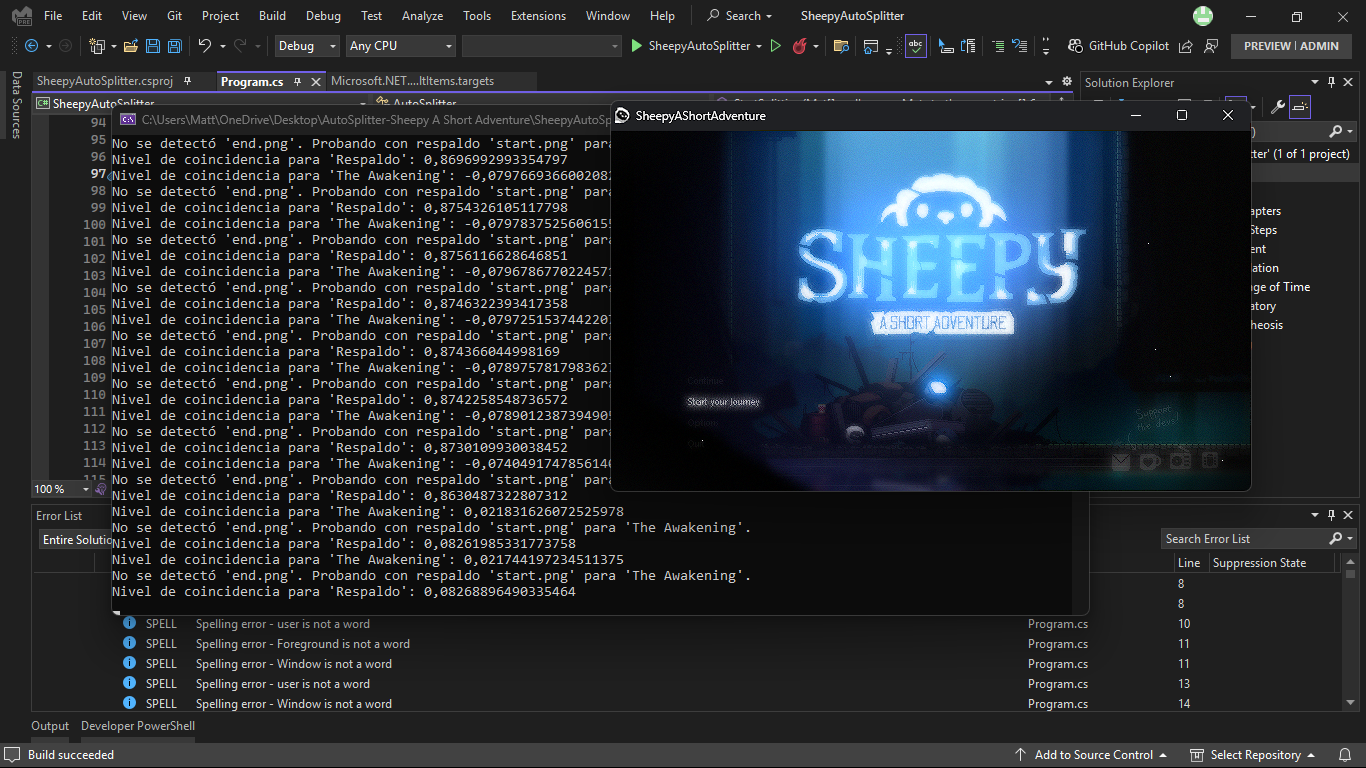 File Edit View Git Project Build Debug Test Analyze Tools Extensions Window Help Search SheepyAutoSplitter
Debug Any CPU SheepyAutoSplitter GitHub Copilot PREVIEW | ADMIN
Data Sources
SheepyAutoSplitter.csproj Program.cs Microsoft.NET....ItItems.targets
Solution Explorer
C:\Users\Matt\OneDrive\Desktop\AutoSplitter-Sheepy A Short Adventure\SheepyAutoSp
SheepyAShortAdventure
94
95
96
97
98
99
100
101
102
103
104
105
106
107
108
109
110
111
112
113
114
No se detectó 'end.png'. Probando con respaldo 'start.png' para
Nivel de coincidencia para 'Respaldo': 0,8696992993354797
Nivel de coincidencia para 'The Awakening': -0,0797669366002082
No se detectó 'end.png'. Probando con respaldo 'start.png' para
Nivel de coincidencia para 'Respaldo': 0,8754326105117798
Nivel de coincidencia para 'The Awakening': -0,0797837525606155
No se detectó 'end.png'. Probando con respaldo 'start.png' para
Nivel de coincidencia para 'Respaldo': 0,8756116628646851
Nivel de coincidencia para 'The Awakening': -0,0796786770224571
No se detectó 'end.png'. Probando con respaldo 'start.png' para
Nivel de coincidencia para 'Respaldo': 0,8746322393417358
Nivel de coincidencia para 'The Awakening': -0,0797251537442207
No se detectó 'end.png'. Probando con respaldo 'start.png' para
Nivel de coincidencia para 'Respaldo': 0,874366044998169
Nivel de coincidencia para 'The Awakening': -0,0789757817983627
No se detectó 'end.png'. Probando con respaldo 'start.png' para
Nivel de coincidencia para 'Respaldo': 0,8742258548736572
Nivel de coincidencia para 'The Awakening': -0,0789012387394905
No se detectó 'end.png'. Probando con respaldo 'start.png' para
Nivel de coincidencia para 'Respaldo': 0,8730109930038452
Nivel de coincidencia para 'The Awakening': -0,0740491747856140
No se detectó 'end.png'. Probando con respaldo 'start.png' para
Nivel de coincidencia para 'Respaldo': 0,8630487322807312
Nivel de coincidencia para 'The Awakening': 0,021831626072525978
No se detectó 'end.png'. Probando con respaldo 'start.png' para 'The Awakening'.
Nivel de coincidencia para 'Respaldo': 0,08261985331773758
Nivel de coincidencia para 'The Awakening': 0,021744197234511375
No se detectó 'end.png'. Probando con respaldo 'start.png' para 'The Awakening'.
Nivel de coincidencia para 'Respaldo': 0,08268896490335464
SHEEPY
A SHORT ADVENTURE
Continue
Start your journey
Options
Support
the devs!
tter' (1 of 1 project)
apters
Steps
ent
ation
ge of Time
atory
heosis
100 %
Error List
Entire Solutio
Search Error List
Line Suppression State
8
8
SPELL Spelling error - user is not a word Program.cs 10
SPELL Spelling error - Foreground is not a word Program.cs 11
SPELL Spelling error - Window is not a word Program.cs 11
SPELL Spelling error - user is not a word Program.cs 13
SPELL Spelling error - Window is not a word Program.cs 14
Output Developer PowerShell
Build succeeded Add to Source Control Select Repository